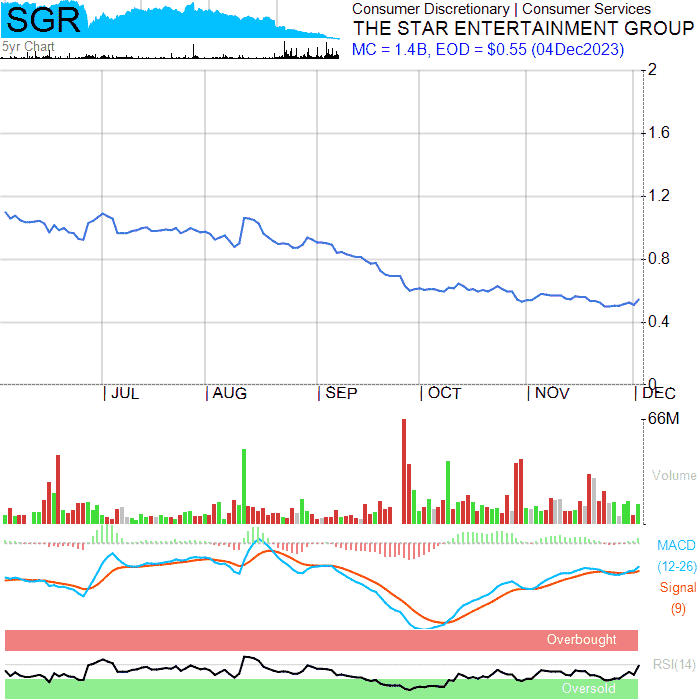 SGR
5yr Chart
Consumer Discretionary | Consumer Services
THE STAR ENTERTAINMENT GROUP
MC = 1.4B, EOD = $0.55 (04Dec2023)
2
1.6
1.2
0.8
0.4
0
JUL AUG SEP OCT NOV DEC
66M
Volume
MACD
(12-26)
Signal
(9)
Overbought
RSI(14)
Oversold